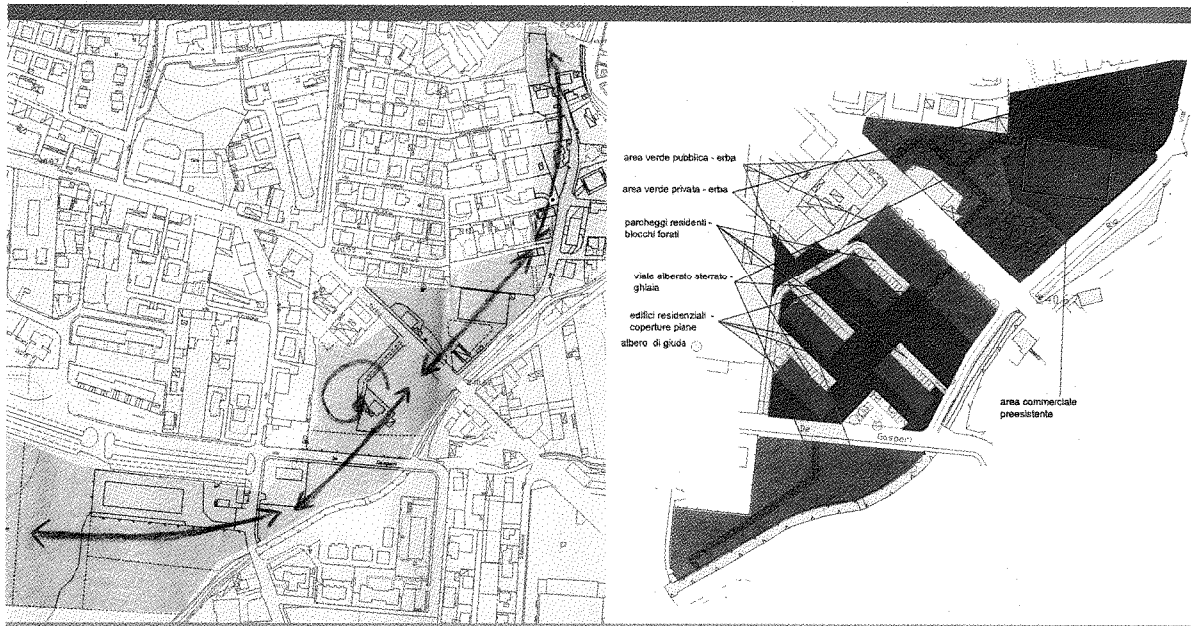 area verde pubblica - erba
area verde privata - erba
parcheggi residenti -
blocchi forati
viale alberato sterrato -
ghiaia
edifici residenziali -
coperture piane
albero di giuda
area commerciale
preesistente
De
Gasperi